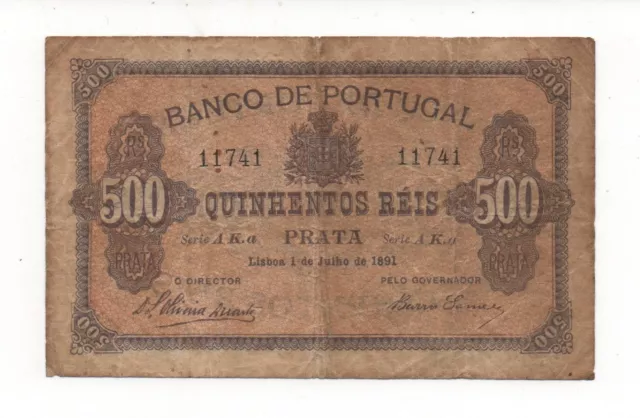 500 500
BANCO DE PORTUGAL
Rs Rs
11741 11741
500 QUINHENTOS RÉIS 500
Serie A K.a PRATA Serie A K.a
PRATA Lisboa 1 de Julho de 1891 PRATA
O DIRECTOR PELO GOVERNADOR
500 500